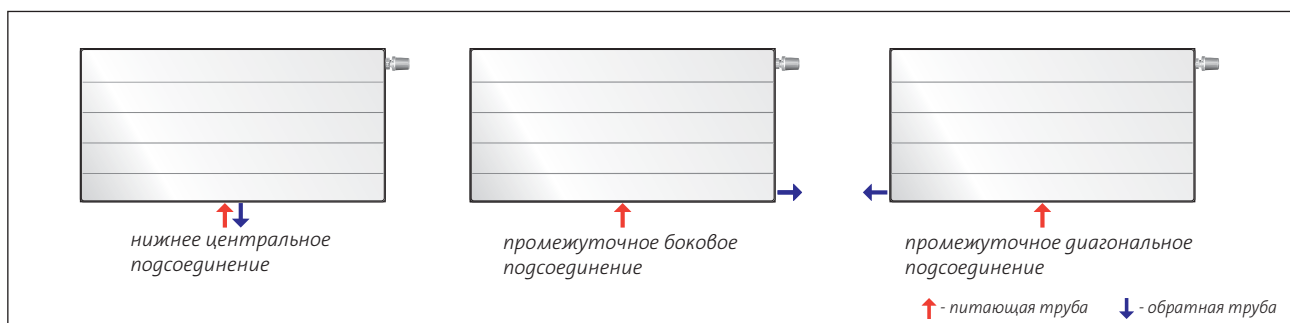 нижнее центральное
подсоединение
промежуточное боковое
подсоединение
промежуточное диагональное
подсоединение
- питающая труба
- обратная труба